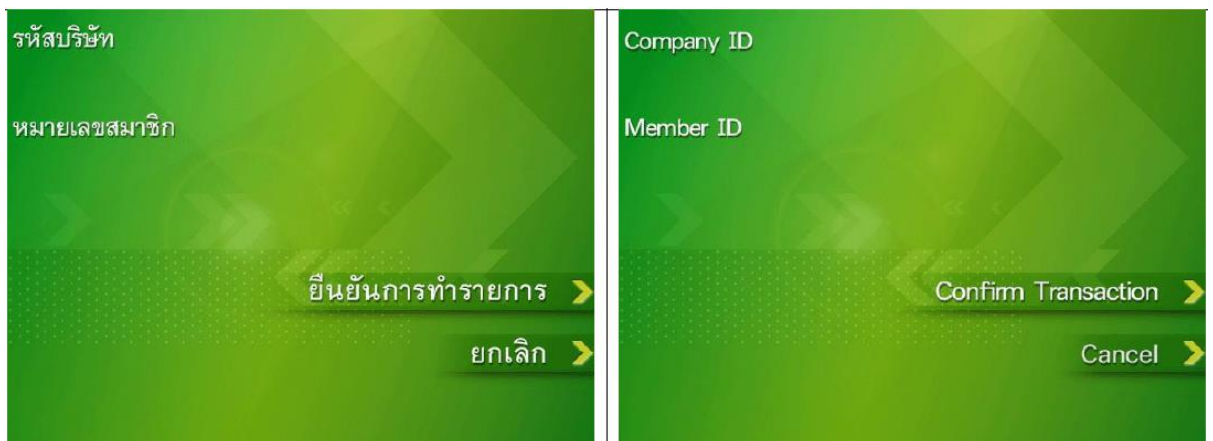 รหัสบริษัท
หมายเลขสมาชิก
ยืนยันการทำรายการ
ยกเลิก
Company ID
Member ID
Confirm Transaction
Cancel